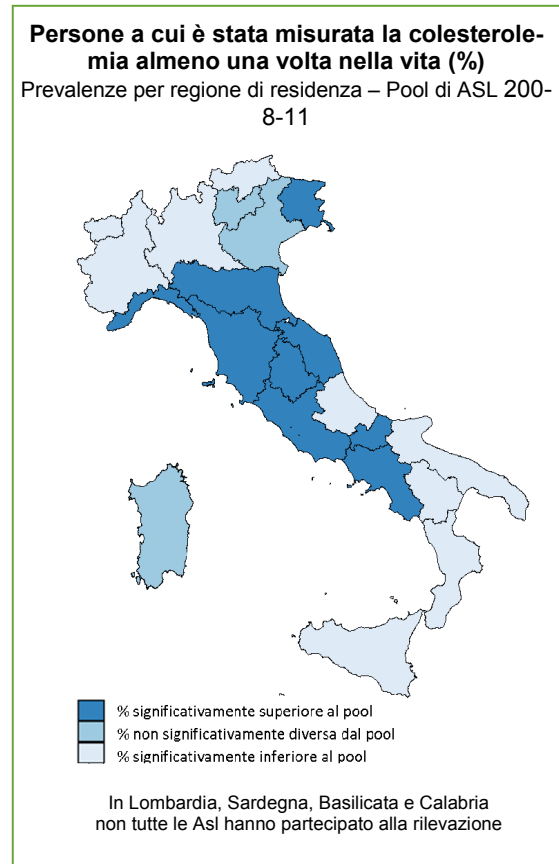 Persone a cui è stata misurata la colesterole-
mia almeno una volta nella vita (%)
Prevalenze per regione di residenza – Pool di ASL 200-
8-11
% significativamente superiore al pool
% non significativamente diversa dal pool
% significativamente inferiore al pool
In Lombardia, Sardegna, Basilicata e Calabria
non tutte le Asl hanno partecipato alla rilevazione